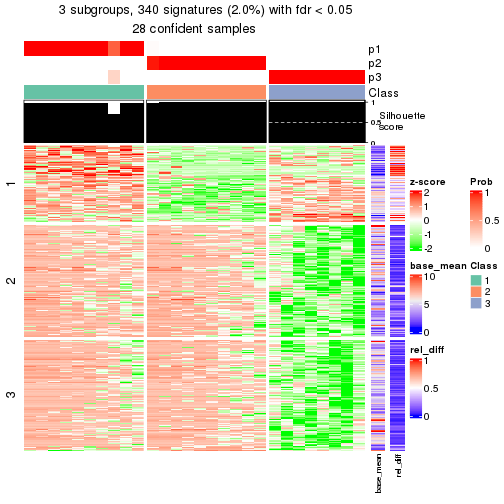 3 subgroups, 340 signatures (2.0%) with fdr < 0.05
28 confident samples
p1
p2
p3
Class
1
0.5
0
Silhouette
score
1
2
3
z-score
2
1
0
-1
-2
Prob
1
0.5
0
base_mean
10
5
0
Class
1
2
3
rel_diff
1
0.5
0
base_mean
rel_diff